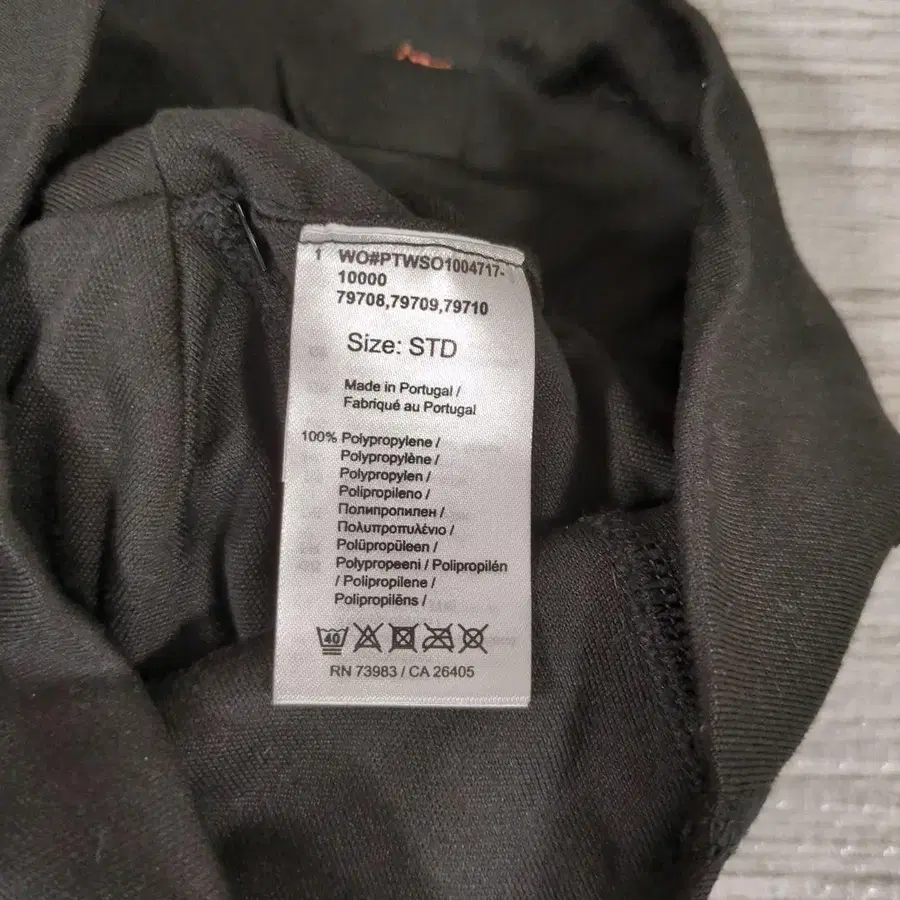 1 WO#PTWSO1004717-
10000
79708,79709,79710
Size: STD
Made in Portugal /
Fabriqué au Portugal
100% Polypropylene /
Polypropylène /
Polypropylen /
Polipropileno /
Полипропилен /
Πολυπροπυλένιο /
Polüpropüleen /
Polypropeeni / Polipropilén
/ Polipropilene /
Polipropilēns /
40
RN 73983 / CA 26405